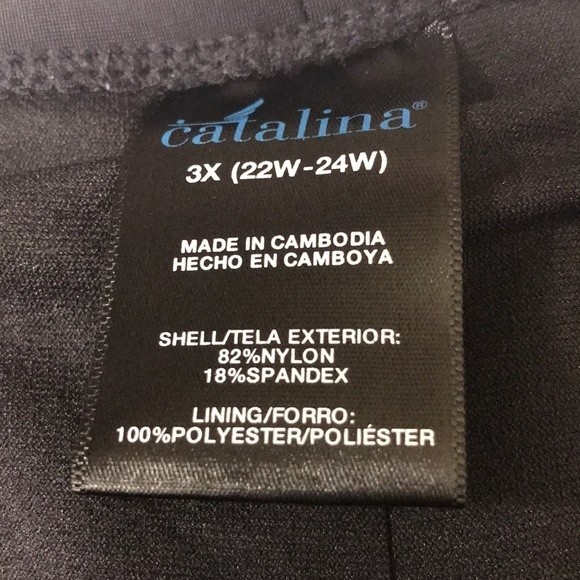 catalina®
3X (22W-24W)
MADE IN CAMBODIA
HECHO EN CAMBOYA
SHELL/TELA EXTERIOR:
82%NYLON
18%SPANDEX
LINING/FORRO:
100%POLYESTER/POLIÉSTER